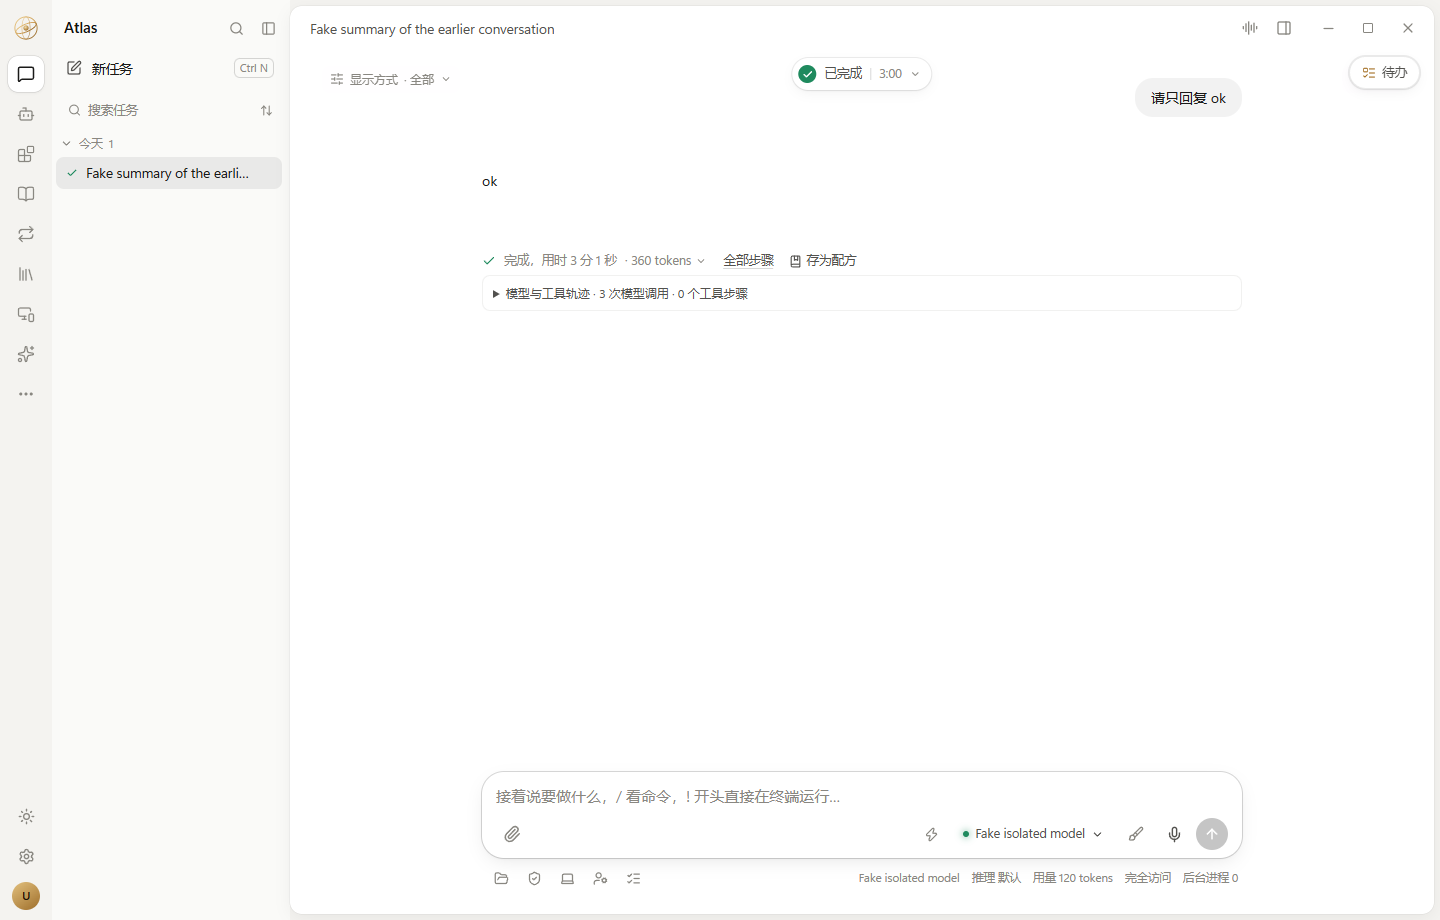 Atlas
新任务
Ctrl N
搜索任务
今天 1
Fake summary of the earli...
U
Fake summary of the earlier conversation
显示方式 · 全部
已完成
3:00
待办
请只回复 ok
ok
完成，用时 3 分 1 秒 · 360 tokens
全部步骤
存为配方
模型与工具轨迹 · 3 次模型调用 · 0 个工具步骤
接着说要做什么，/ 看命令，! 开头直接在终端运行...
Fake isolated model
Fake isolated model
推理 默认
用量 120 tokens
完全访问
后台进程 0